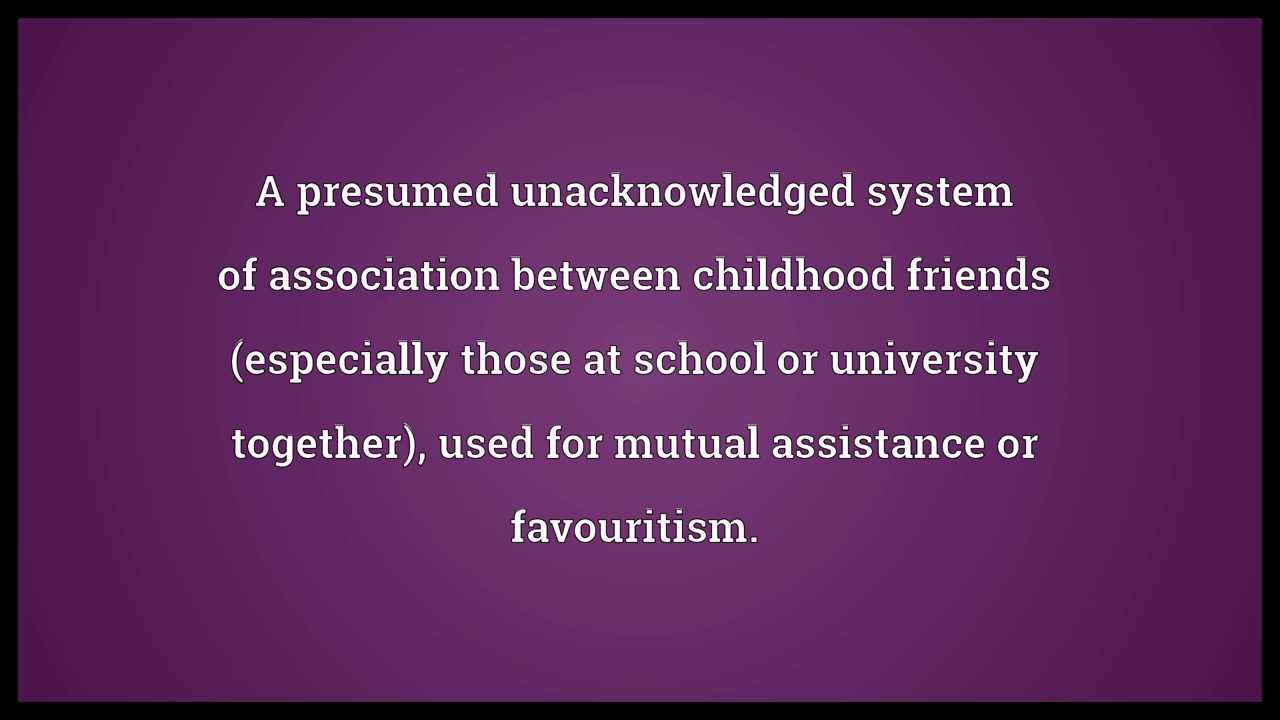 A presumed unacknowledged system
of association between childhood friends
(especially those at school or university
together), used for mutual assistance or
favouritism.